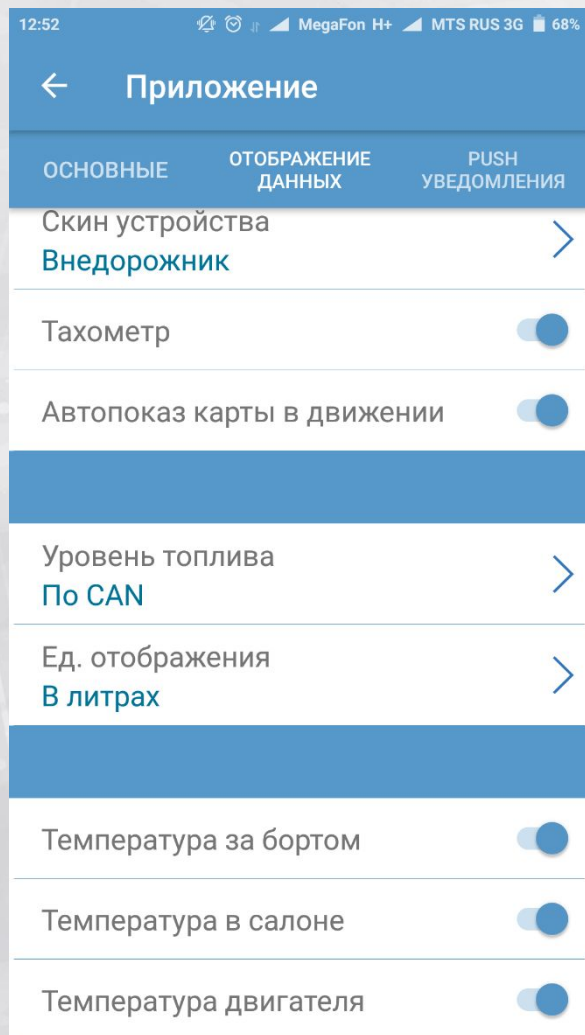 12:52 MegaFon H+ MTS RUS 3G 68%
Приложение
ОСНОВНЫЕ
ОТОБРАЖЕНИЕ
ДАННЫХ
PUSH
УВЕДОМЛЕНИЯ
Скин устройства
Внедорожник
Тахометр
Автопоказ карты в движении
Уровень топлива
По CAN
Ед. отображения
В литрах
Температура за бортом
Температура в салоне
Температура двигателя